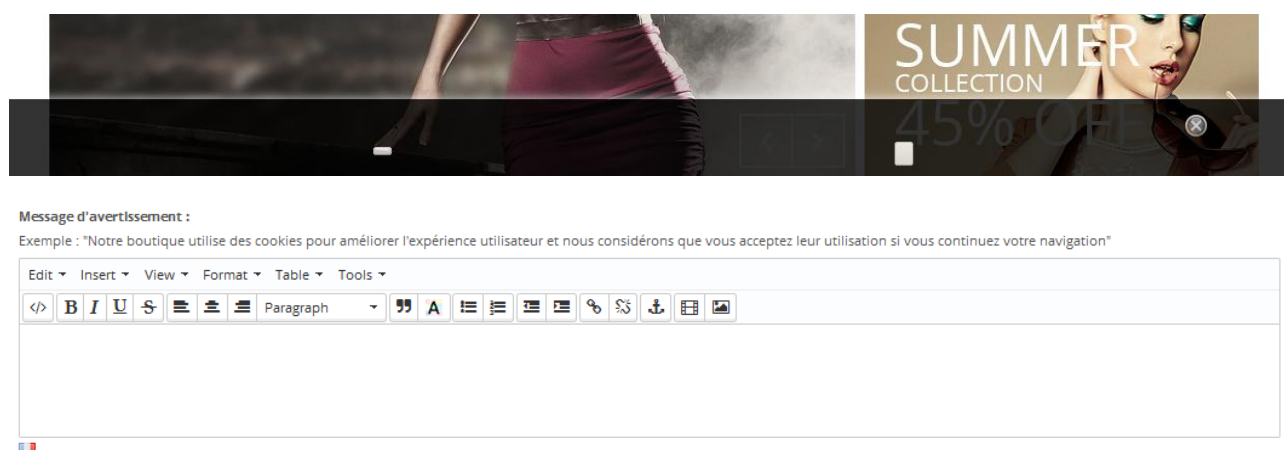 SUMMER
COLLECTION
45% OFF
Message d'avertissement :
Exemple : "Notre boutique utilise des cookies pour améliorer l'expérience utilisateur et nous considérons que vous acceptez leur utilisation si vous continuez votre navigation"
Edit Insert View Format Table Tools
</> B I U S Paragraph A